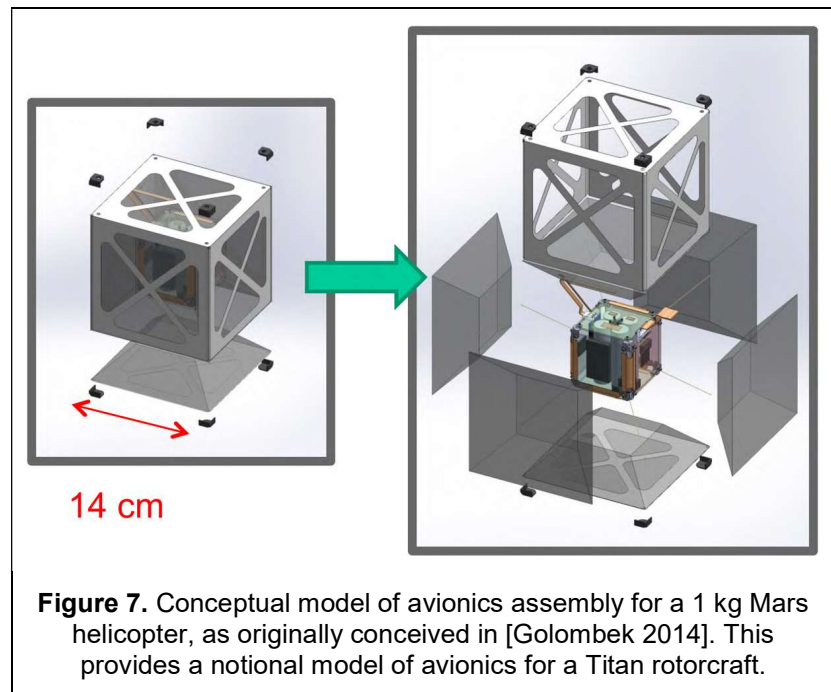 14 cm
Figure 7. Conceptual model of avionics assembly for a 1 kg Mars
helicopter, as originally conceived in [Golombek 2014]. This
provides a notional model of avionics for a Titan rotorcraft.